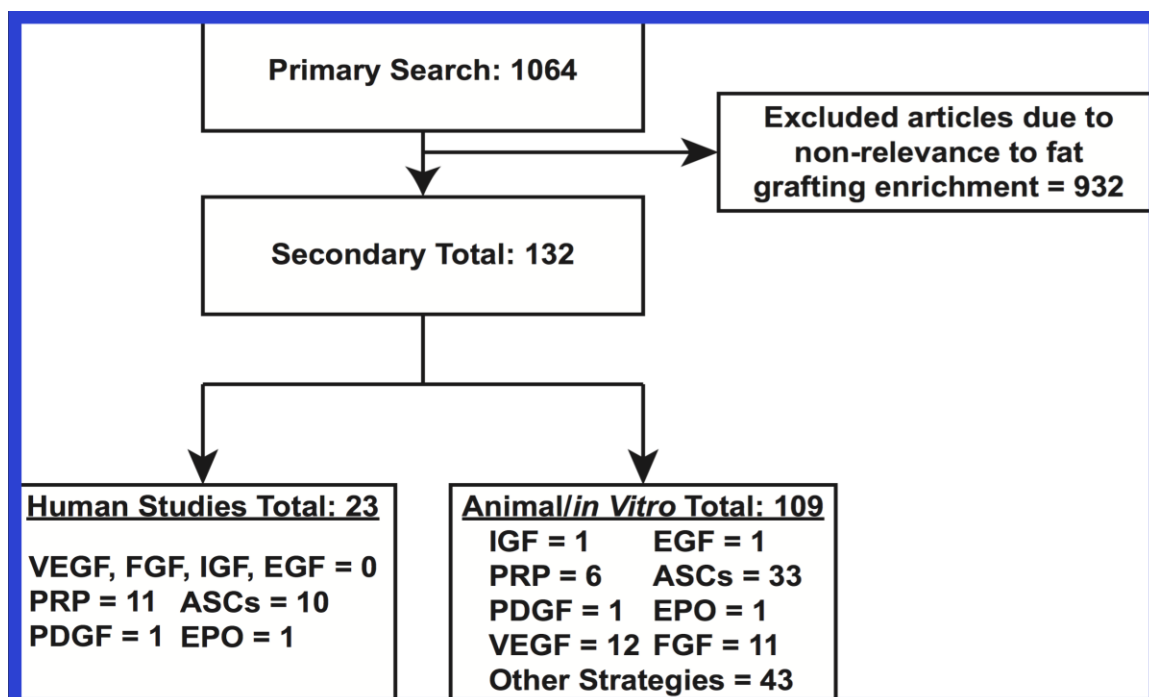 Primary Search: 1064
Excluded articles due to
non-relevance to fat
grafting enrichment = 932
Secondary Total: 132
Human Studies Total: 23
VEGF, FGF, IGF, EGF = 0
PRP = 11 ASCs = 10
PDGF = 1 EPO = 1
Animal/in Vitro Total: 109
IGF = 1 EGF = 1
PRP = 6 ASCs = 33
PDGF = 1 EPO = 1
VEGF = 12 FGF = 11
Other Strategies = 43